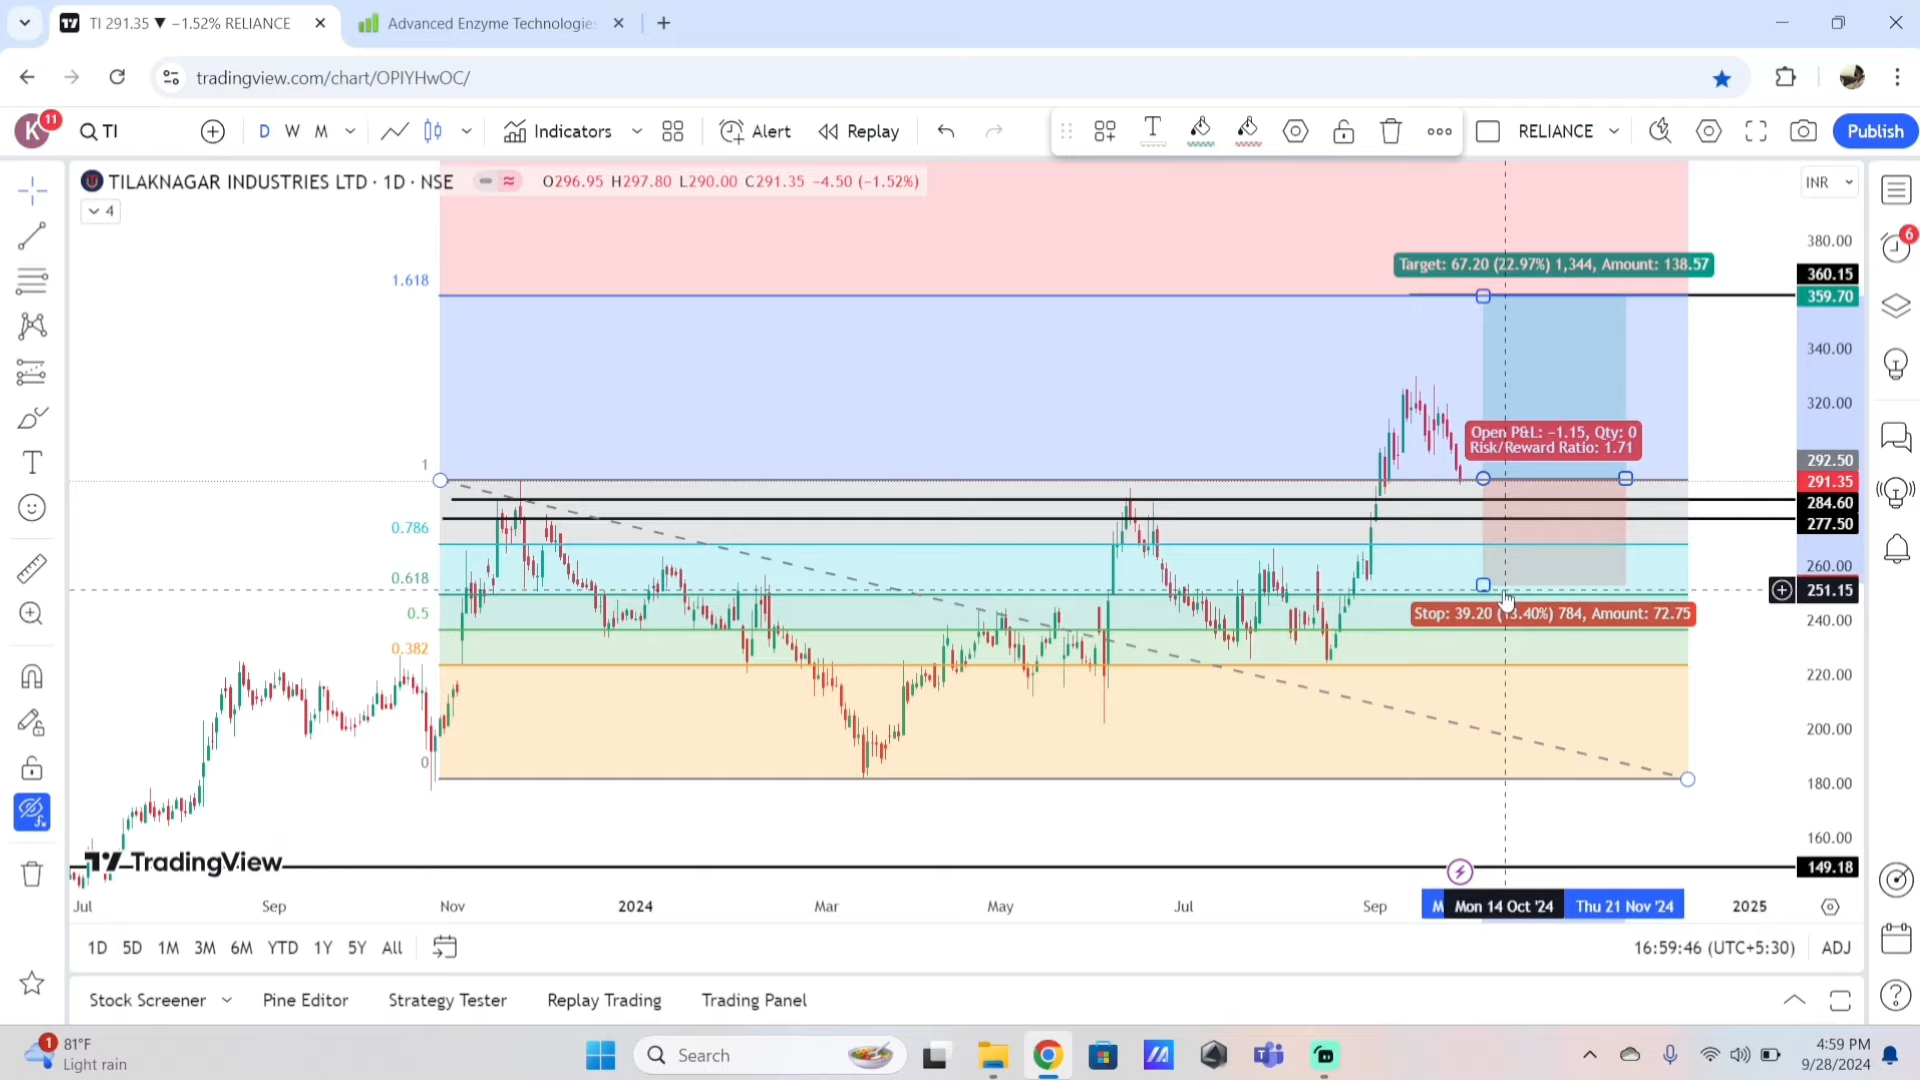 TI 291.35 ▼ −1.52% RELIANCE
Advanced Enzyme Technologies
tradingview.com/chart/OPIYHwOC/
K 11
TI
D W M
Indicators
Alert
Replay
RELIANCE
Publish
TILAKNAGAR INDUSTRIES LTD · 1D · NSE
O296.95 H297.80 L290.00 C291.35 −4.50 (−1.52%)
INR
4
6
380.00
Target: 67.20 (22.97%) 1,344, Amount: 138.57
360.15
1.618
359.70
340.00
320.00
Open P&L: −1.15, Qty: 0
Risk/Reward Ratio: 1.71
292.50
1
291.35
284.60
277.50
0.786
260.00
0.618
251.15
0.5
Stop: 39.20 (13.40%) 784, Amount: 72.75
240.00
0.382
220.00
200.00
0
180.00
160.00
TradingView
149.18
Jul Sep Nov 2024 Mar May Jul Sep M Mon 14 Oct '24 Thu 21 Nov '24 2025
1D 5D 1M 3M 6M YTD 1Y 5Y All
16:59:46 (UTC+5:30) ADJ
Stock Screener Pine Editor Strategy Tester Replay Trading Trading Panel
1
81°F
Light rain
Search
4:59 PM
9/28/2024